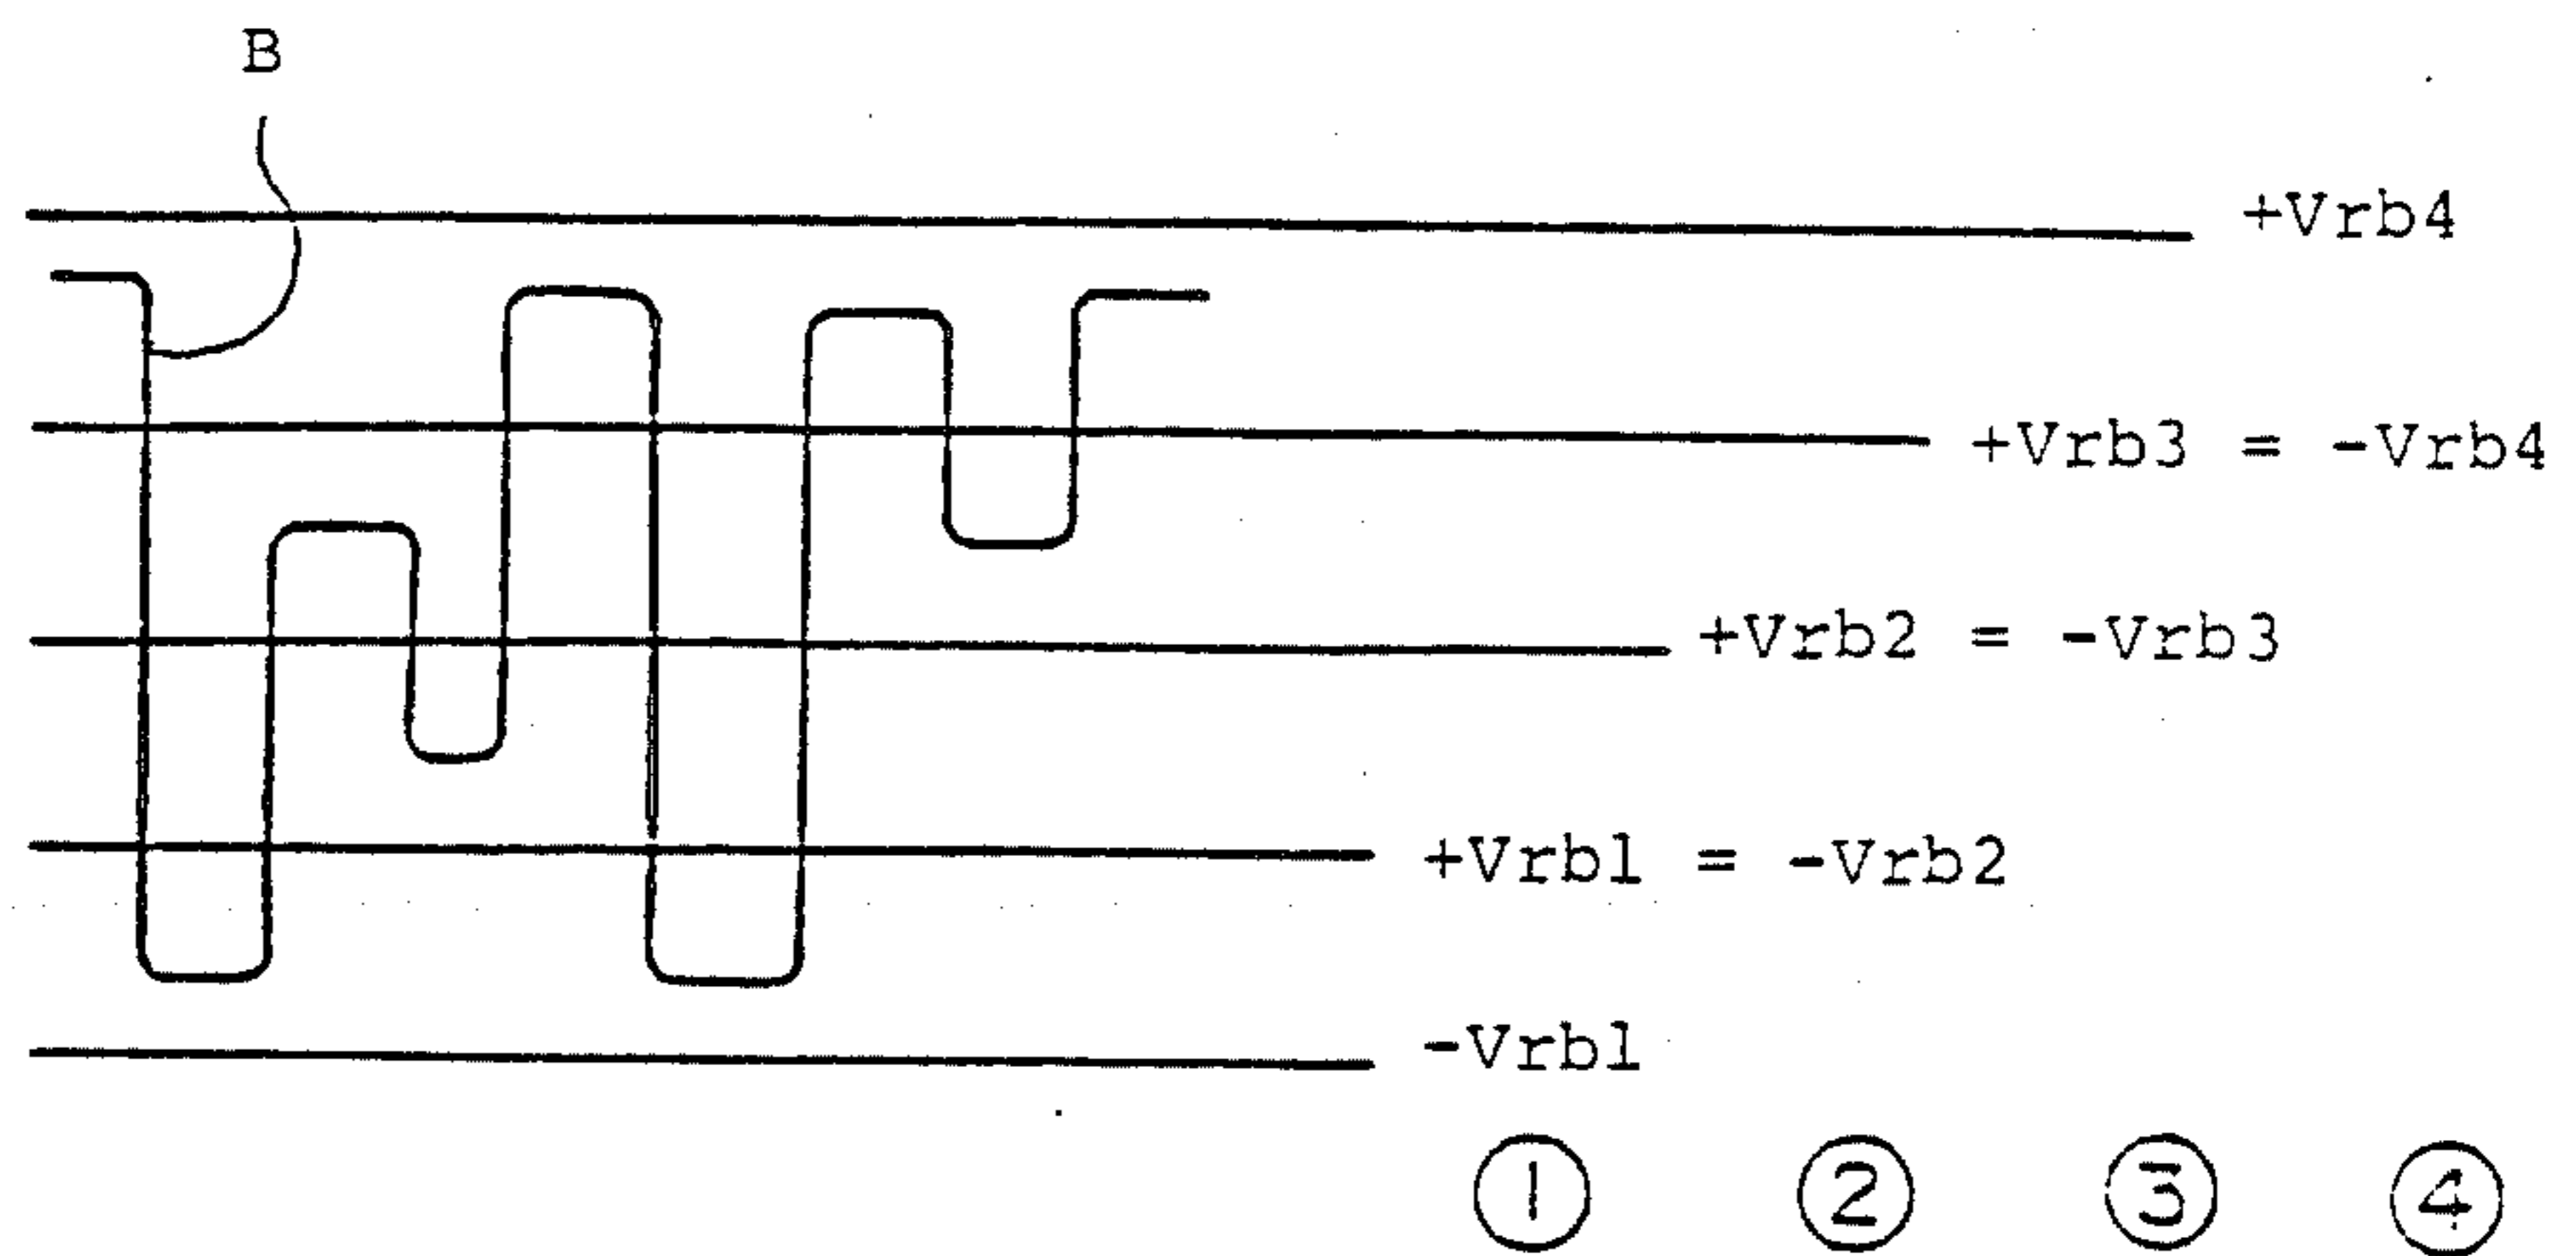 B
+Vrb4
+Vrb3 = -Vrb4
+Vrb2 = -Vrb3
+Vrb1 = -Vrb2
-Vrb1
① ② ③ ④